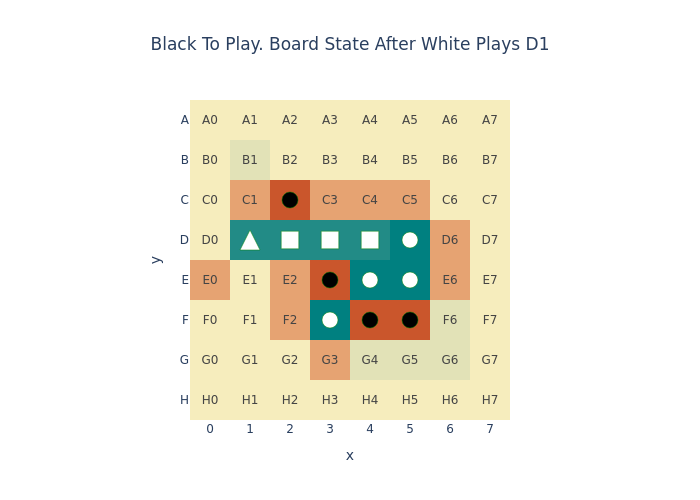 Black To Play. Board State After White Plays D1
A A0 A1 A2 A3 A4 A5 A6 A7
B B0 B1 B2 B3 B4 B5 B6 B7
C C0 C1 C3 C4 C5 C6 C7
D D0 D6 D7
y
E E0 E1 E2 E6 E7
F F0 F1 F2 F6 F7
G G0 G1 G2 G3 G4 G5 G6 G7
H H0 H1 H2 H3 H4 H5 H6 H7
0 1 2 3 4 5 6 7
x